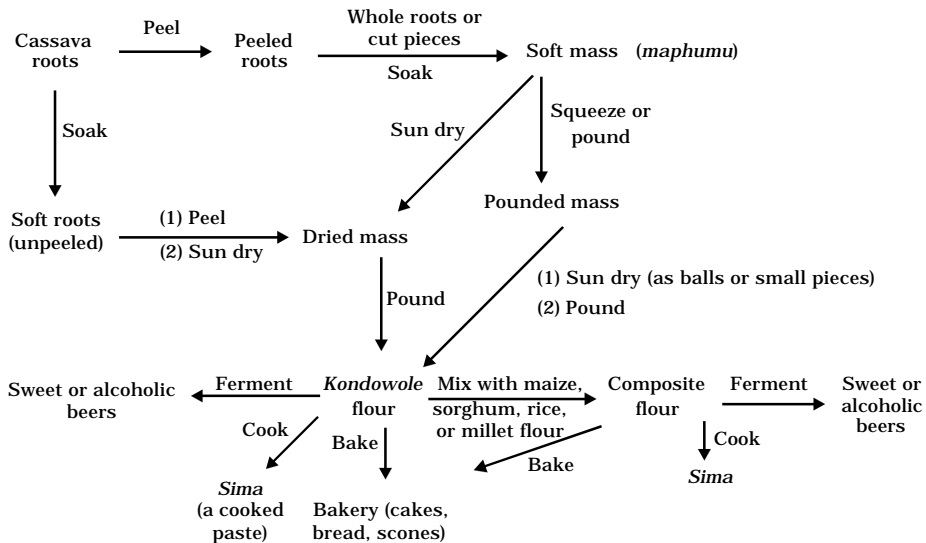 Cassava
roots
Peel
Peeled
roots
Whole roots or
cut pieces
Soak
Soft mass (maphumu)
Soak
Sun dry
Squeeze or
pound
Soft roots
(unpeeled)
(1) Peel
(2) Sun dry
Dried mass
Pounded mass
Pound
(1) Sun dry (as balls or small pieces)
(2) Pound
Sweet or alcoholic
beers
Ferment
Kondowole
flour
Mix with maize,
sorghum, rice,
or millet flour
Composite
flour
Ferment
Sweet or
alcoholic
beers
Cook
Bake
Bake
Cook
Sima
(a cooked
paste)
Bakery (cakes,
bread, scones)
Sima